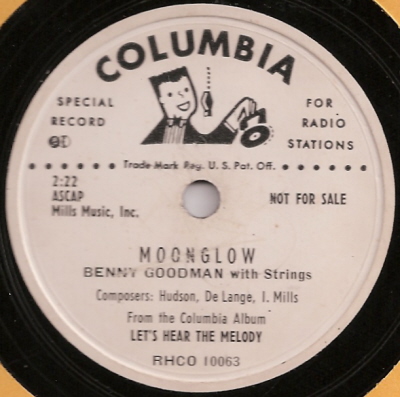 COLUMBIA
SPECIAL RECORD
FOR RADIO STATIONS
Trade Mark Reg. U. S. Pat. Off.
2:22
ASCAP
Mills Music, Inc.
NOT FOR SALE
MOONGLOW
BENNY GOODMAN with Strings
Composers: Hudson, De Lange, I. Mills
From the Columbia Album
LET'S HEAR THE MELODY
RHCO 10063